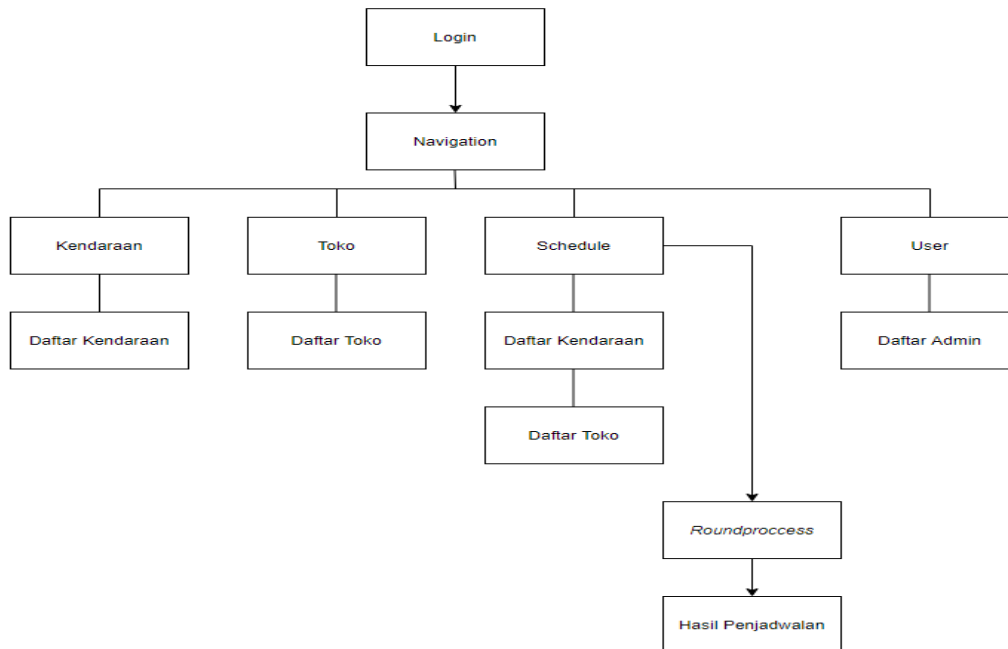 Login
Navigation
Kendaraan
Toko
Schedule
User
Daftar Kendaraan
Daftar Toko
Daftar Kendaraan
Daftar Admin
Daftar Toko
Roundproccess
Hasil Penjadwalan